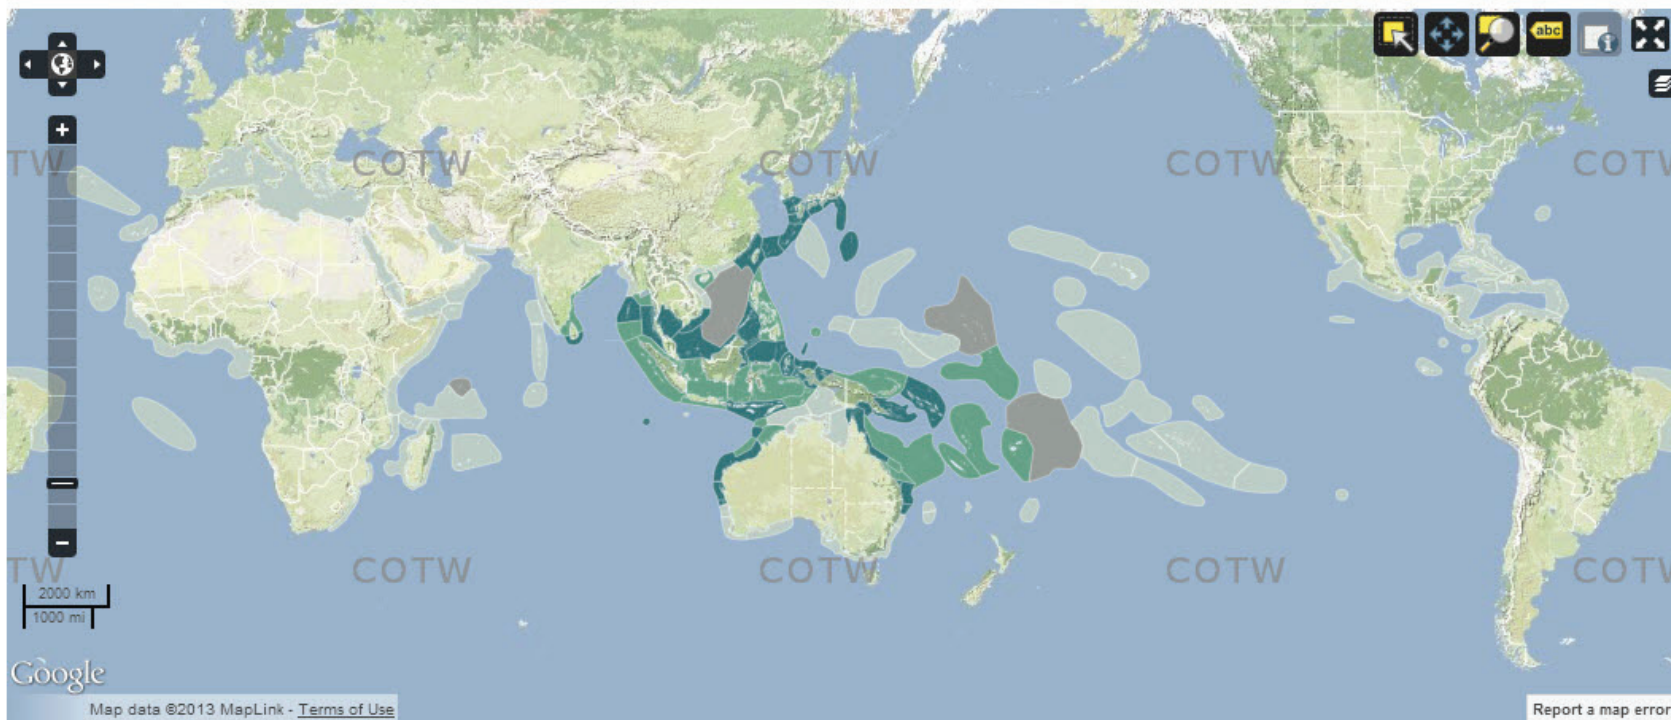 abc
TW COTW COTW COTW COTW
+
−
TW COTW COTW COTW COTW
2000 km
1000 mi
Google
Map data ©2013 MapLink - Terms of Use
Report a map error